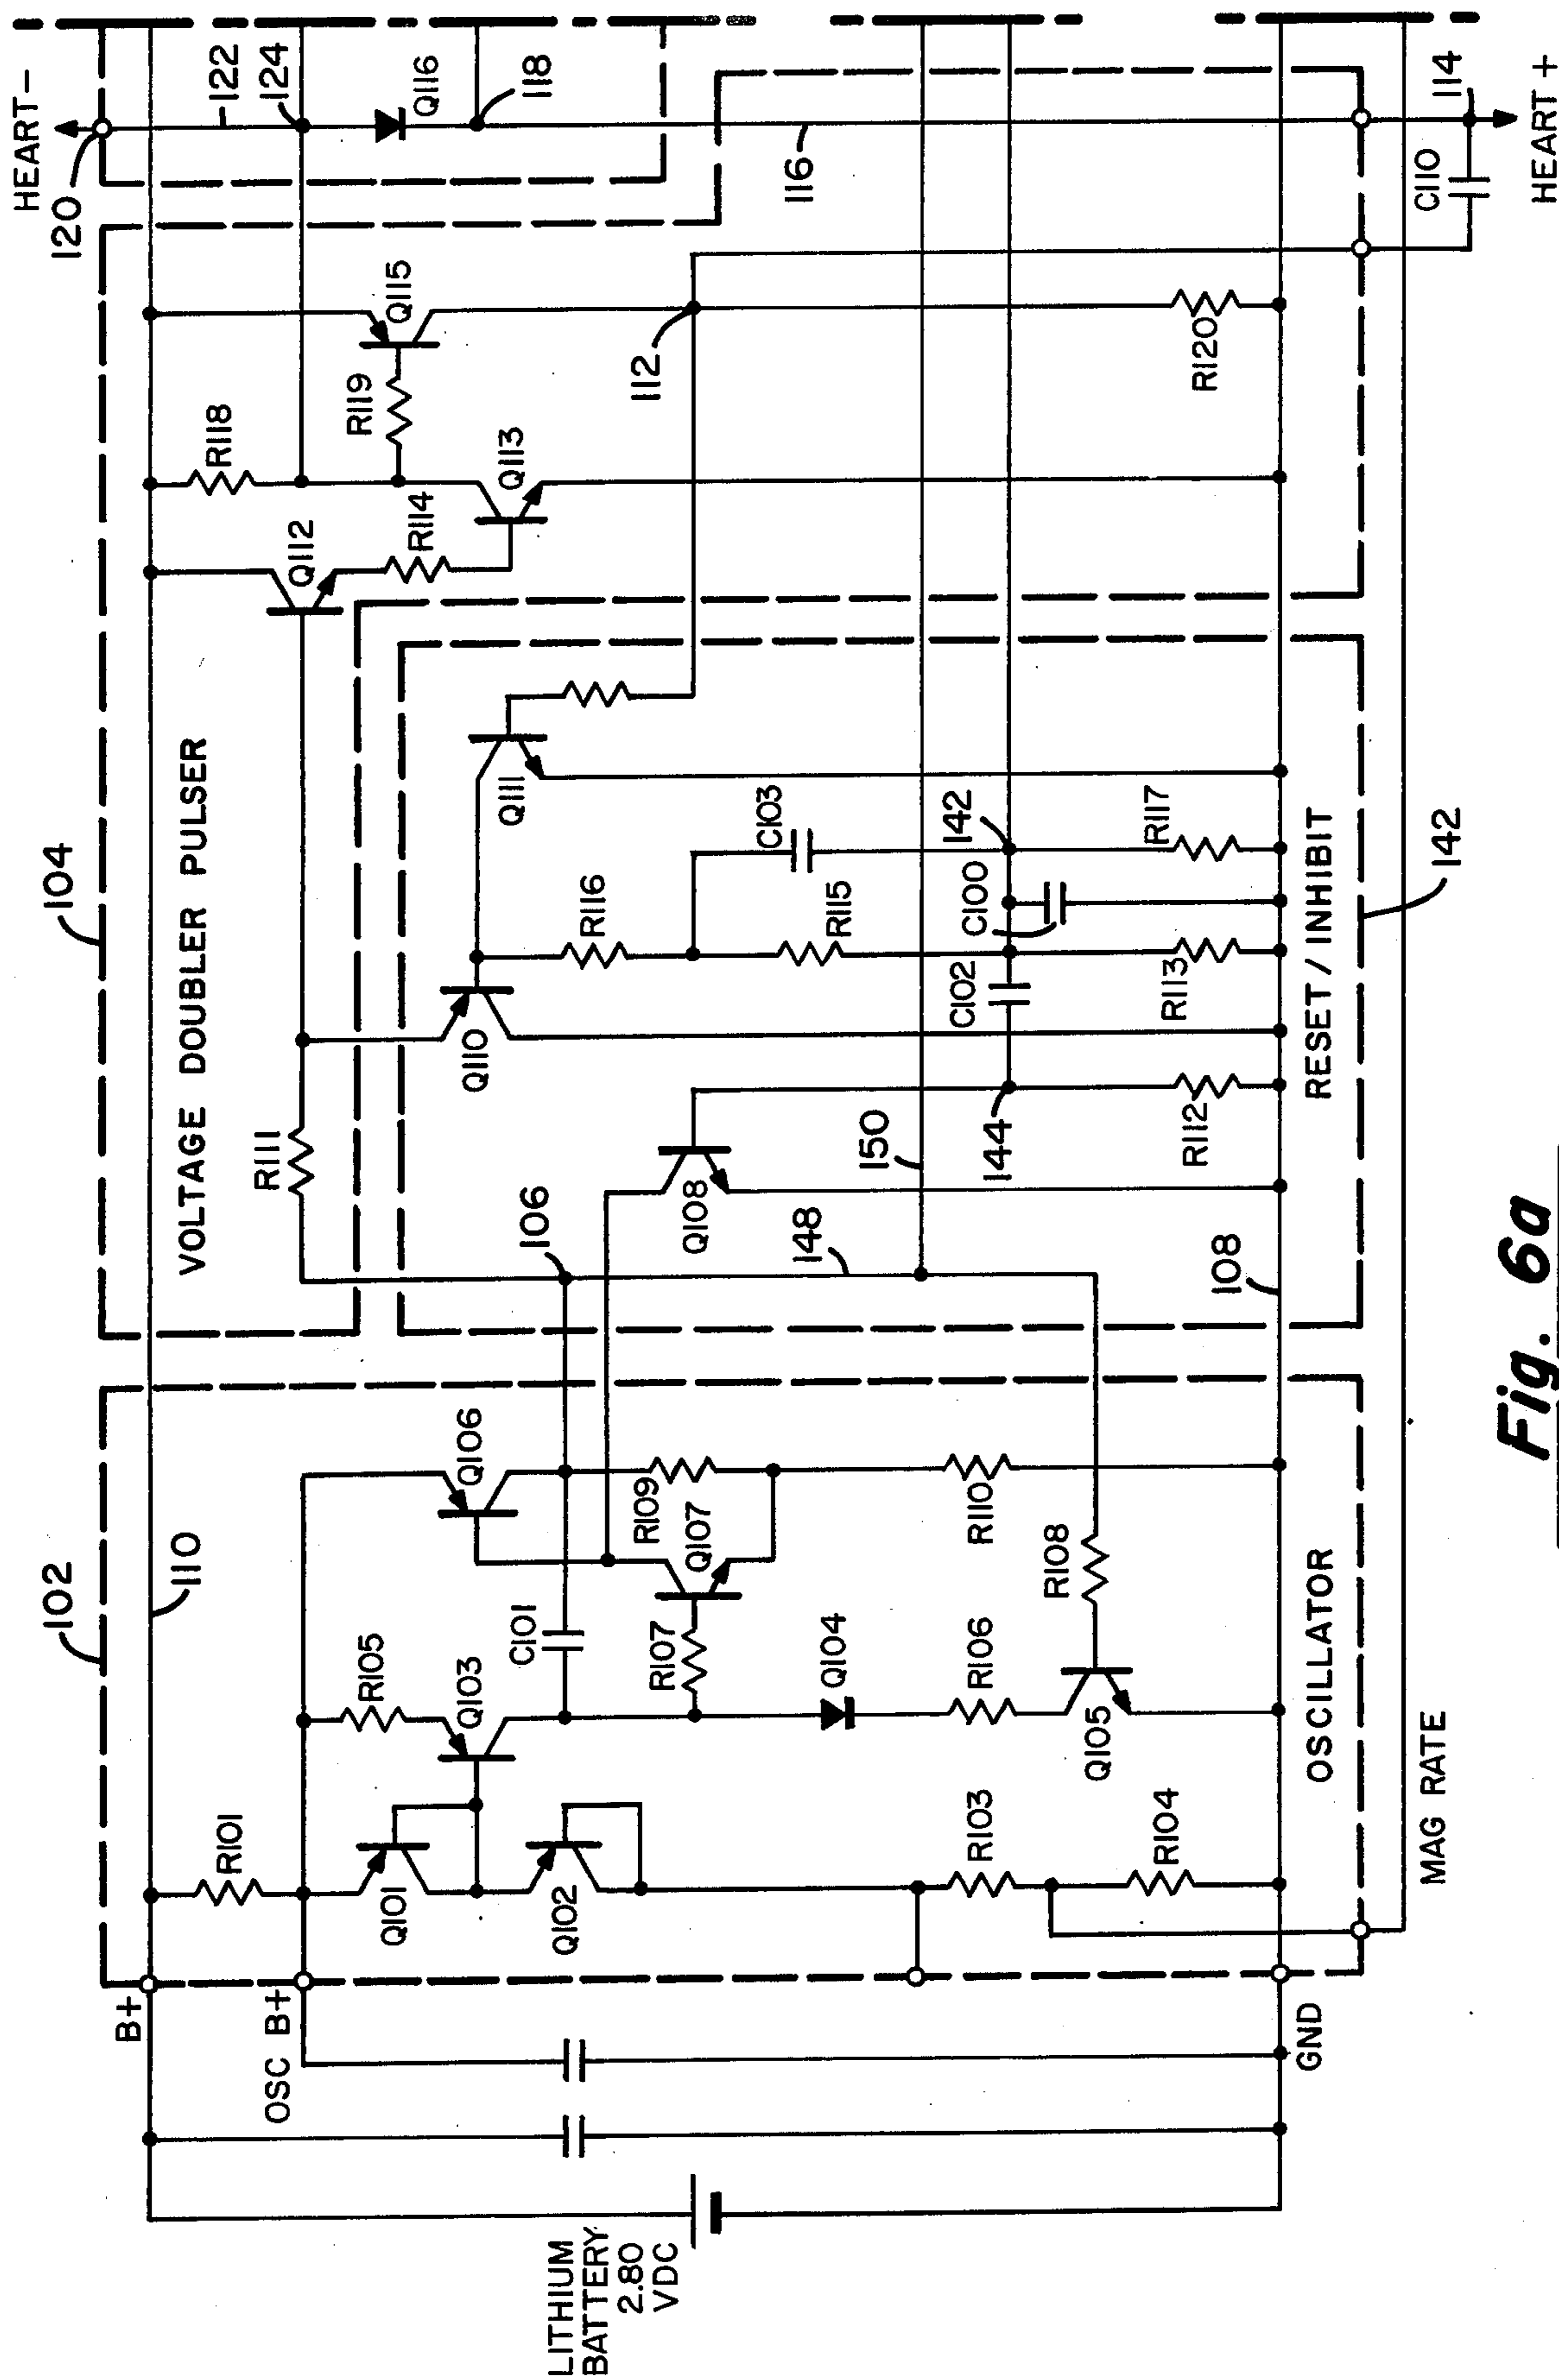 HEART-
120
122
124
Q116
118
116
114
C110
HEART +
104
VOLTAGE DOUBLER PULSER
R111
Q112
R118
R114
R119
Q113
Q115
112
R120
Q110
Q111
R116
C103
R115
142
C100
C102
R117
R113
144
150
R112
Q108
RESET / INHIBIT
142
106
148
108
102
110
B+
OSC B+
R101
Q101
Q102
R105
Q103
C101
Q106
R107
Q107
R109
Q104
R106
R108
R110
Q105
R103
R104
OSCILLATOR
MAG RATE
GND
LITHIUM
BATTERY
2.80
VDC
Fig. 6a